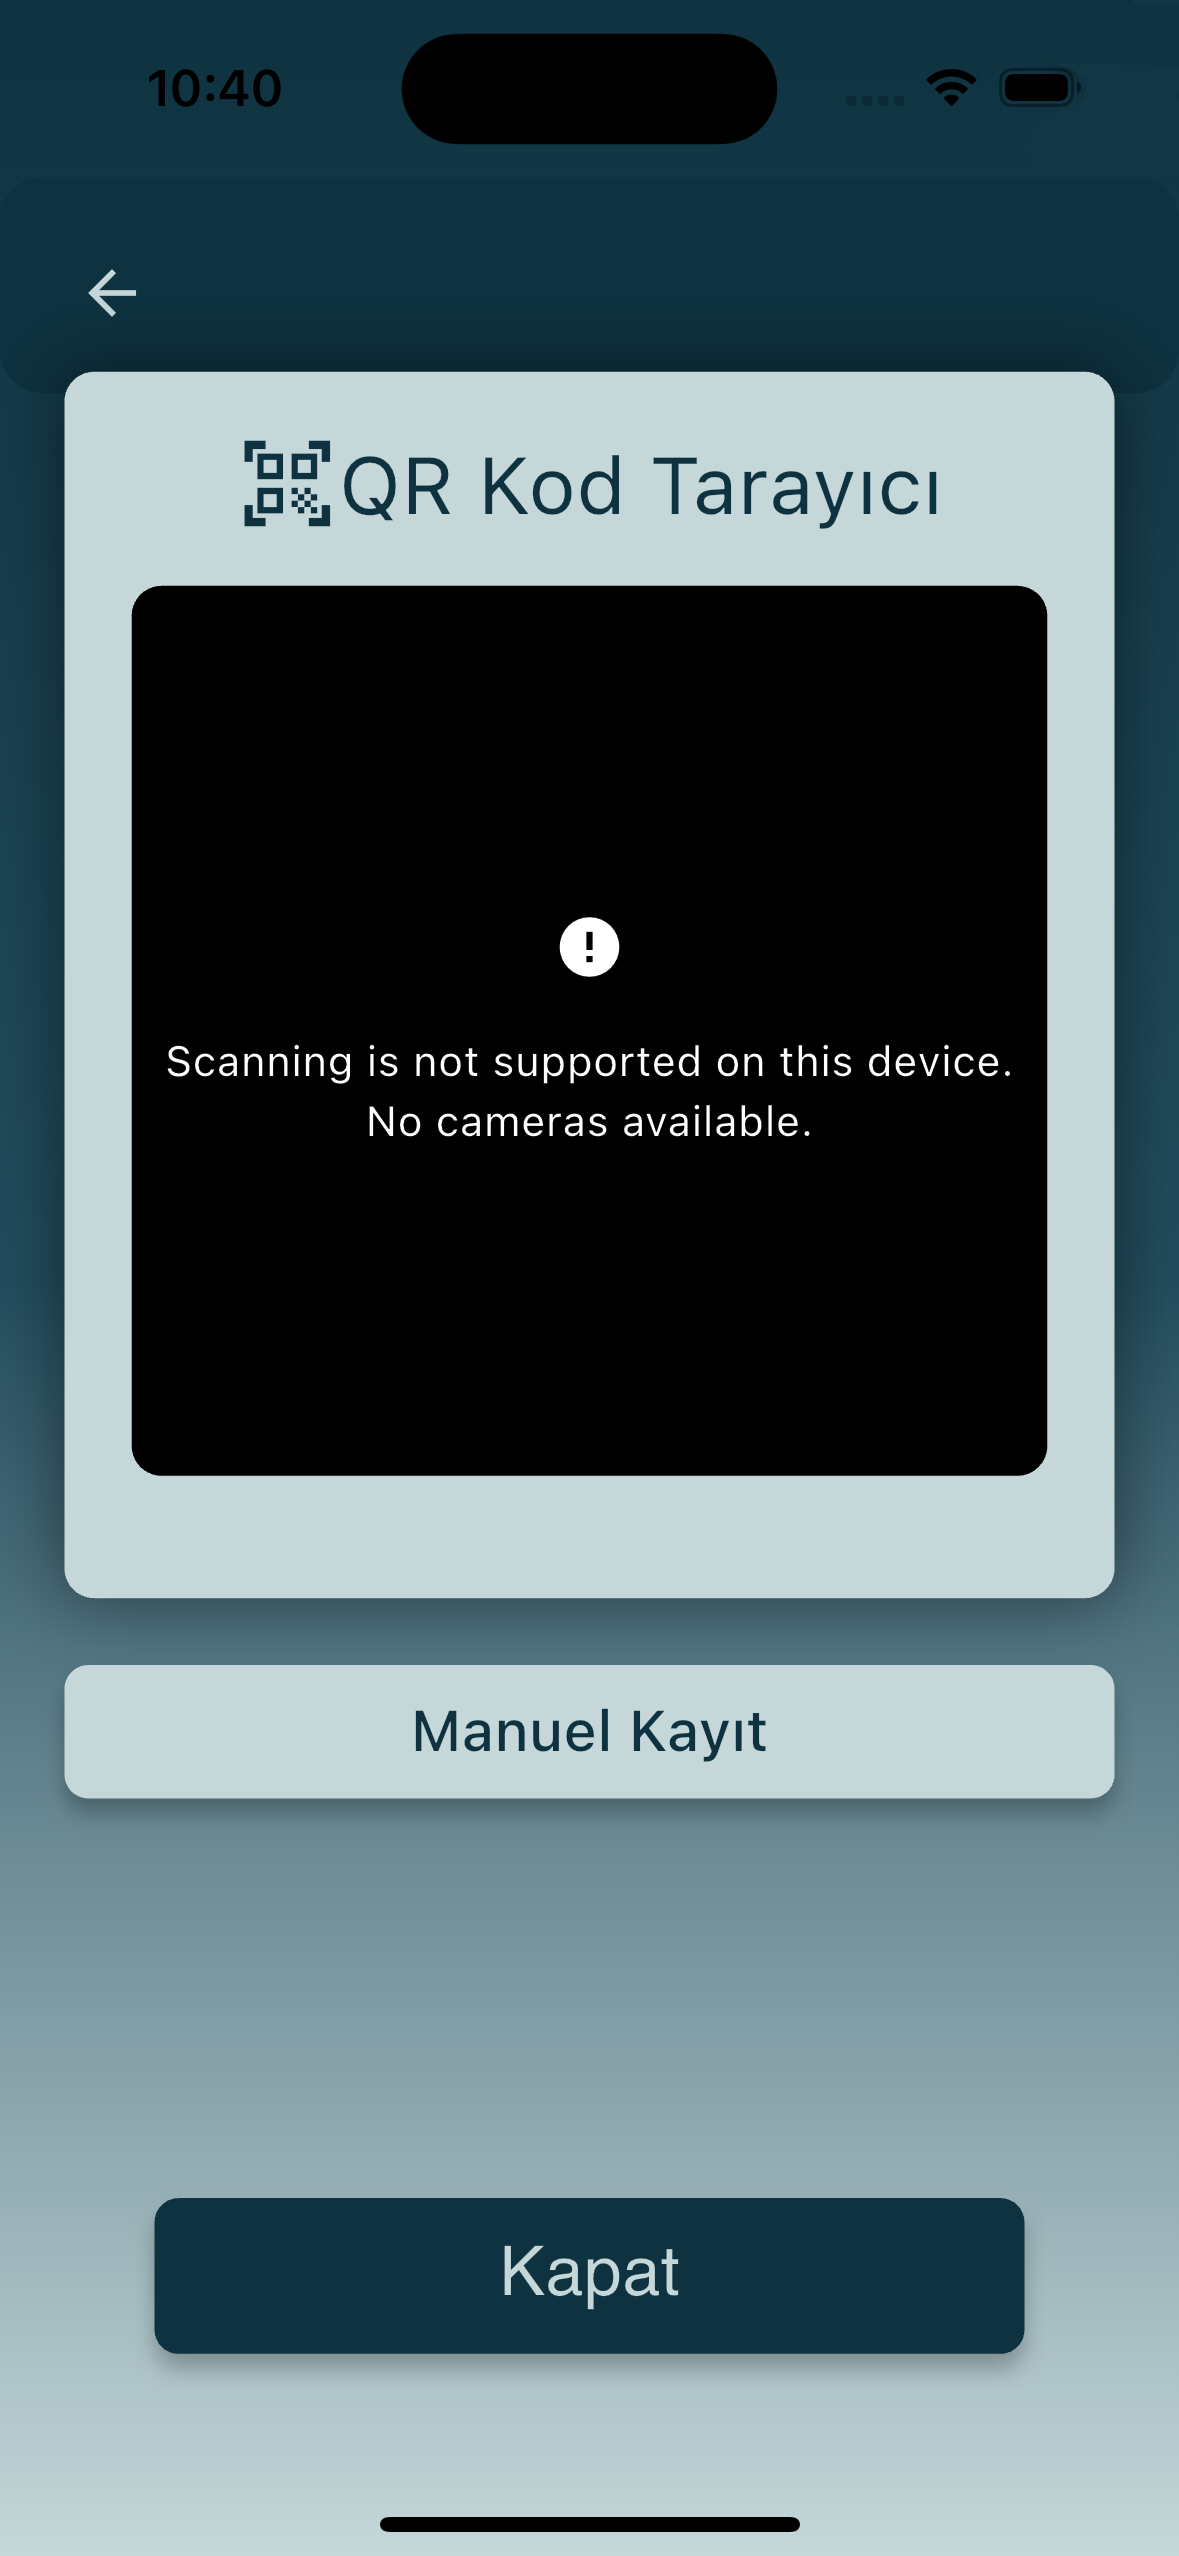 10:40
QR Kod Tarayıcı
Scanning is not supported on this device.
No cameras available.
Manuel Kayıt
Kapat